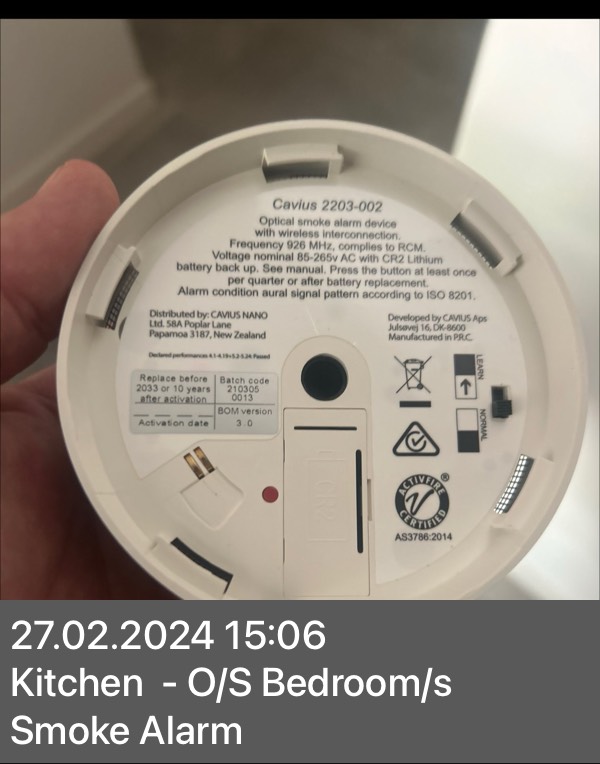 Cavius 2203-002
Optical smoke alarm device
with wireless interconnection.
Frequency 926 MHz, complies to RCM.
Voltage nominal 85-265v AC with CR2 Lithium
battery back up. See manual. Press the button at least once
per quarter or after battery replacement.
Alarm condition aural signal pattern according to ISO 8201.
Distributed by: CAVIUS NANO
Ltd. 58A Poplar Lane
Papamoa 3187, New Zealand
Developed by CAVIUS Aps
Julsøvej 16, DK-8600
Manufactured in P.R.C.
Replace before
2033 or 10 years
after activation
Activation date
Batch code
210305
0013
BOM version
3.0
LEARN
NORMAL
CR2
ACTIVFIRE
®
CERTIFIED
AS3786:2014
27.02.2024 15:06
Kitchen - O/S Bedroom/s
Smoke Alarm